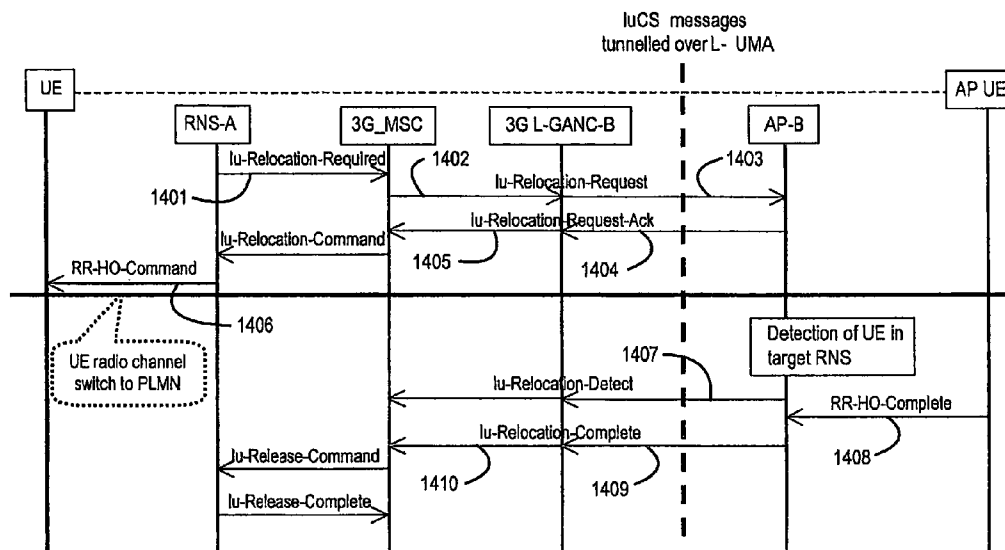 IuCS messages
tunnelled over L- UMA
UE
AP UE
RNS-A
3G_MSC
3G L-GANC-B
AP-B
Iu-Relocation-Required
1401
1402
Iu-Relocation-Request
1403
Iu-Relocation-Request-Ack
Iu-Relocation-Command
1405
1404
RR-HO-Command
1406
UE radio channel
switch to PLMN
Detection of UE in
target RNS
1407
Iu-Relocation-Detect
RR-HO-Complete
Iu-Relocation-Complete
1408
Iu-Release-Command
1410
1409
Iu-Release-Complete